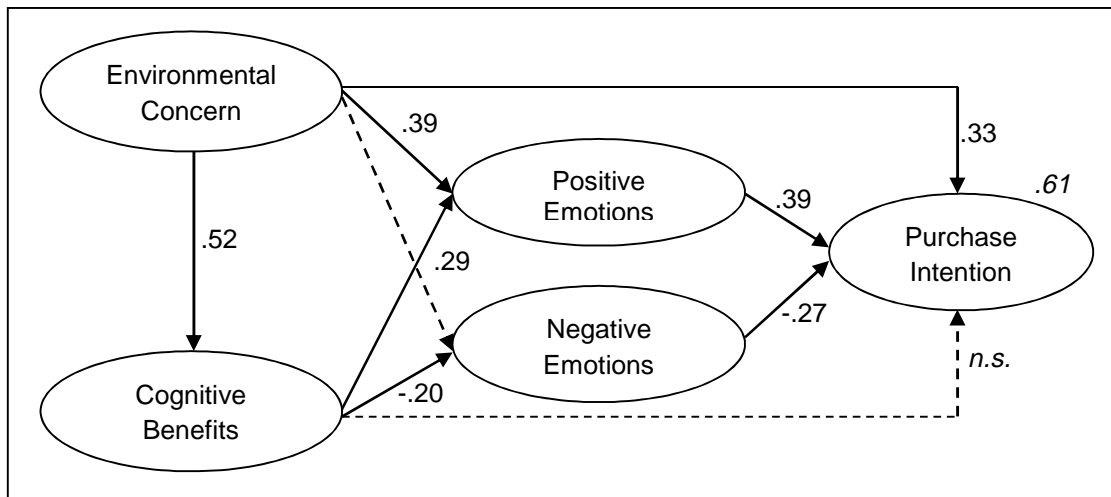 Environmental
Concern
.39
.33
Positive
Emotions
.39
.61
Purchase
Intention
.52
.29
Negative
Emotions
-.27
n.s.
Cognitive
Benefits
-.20